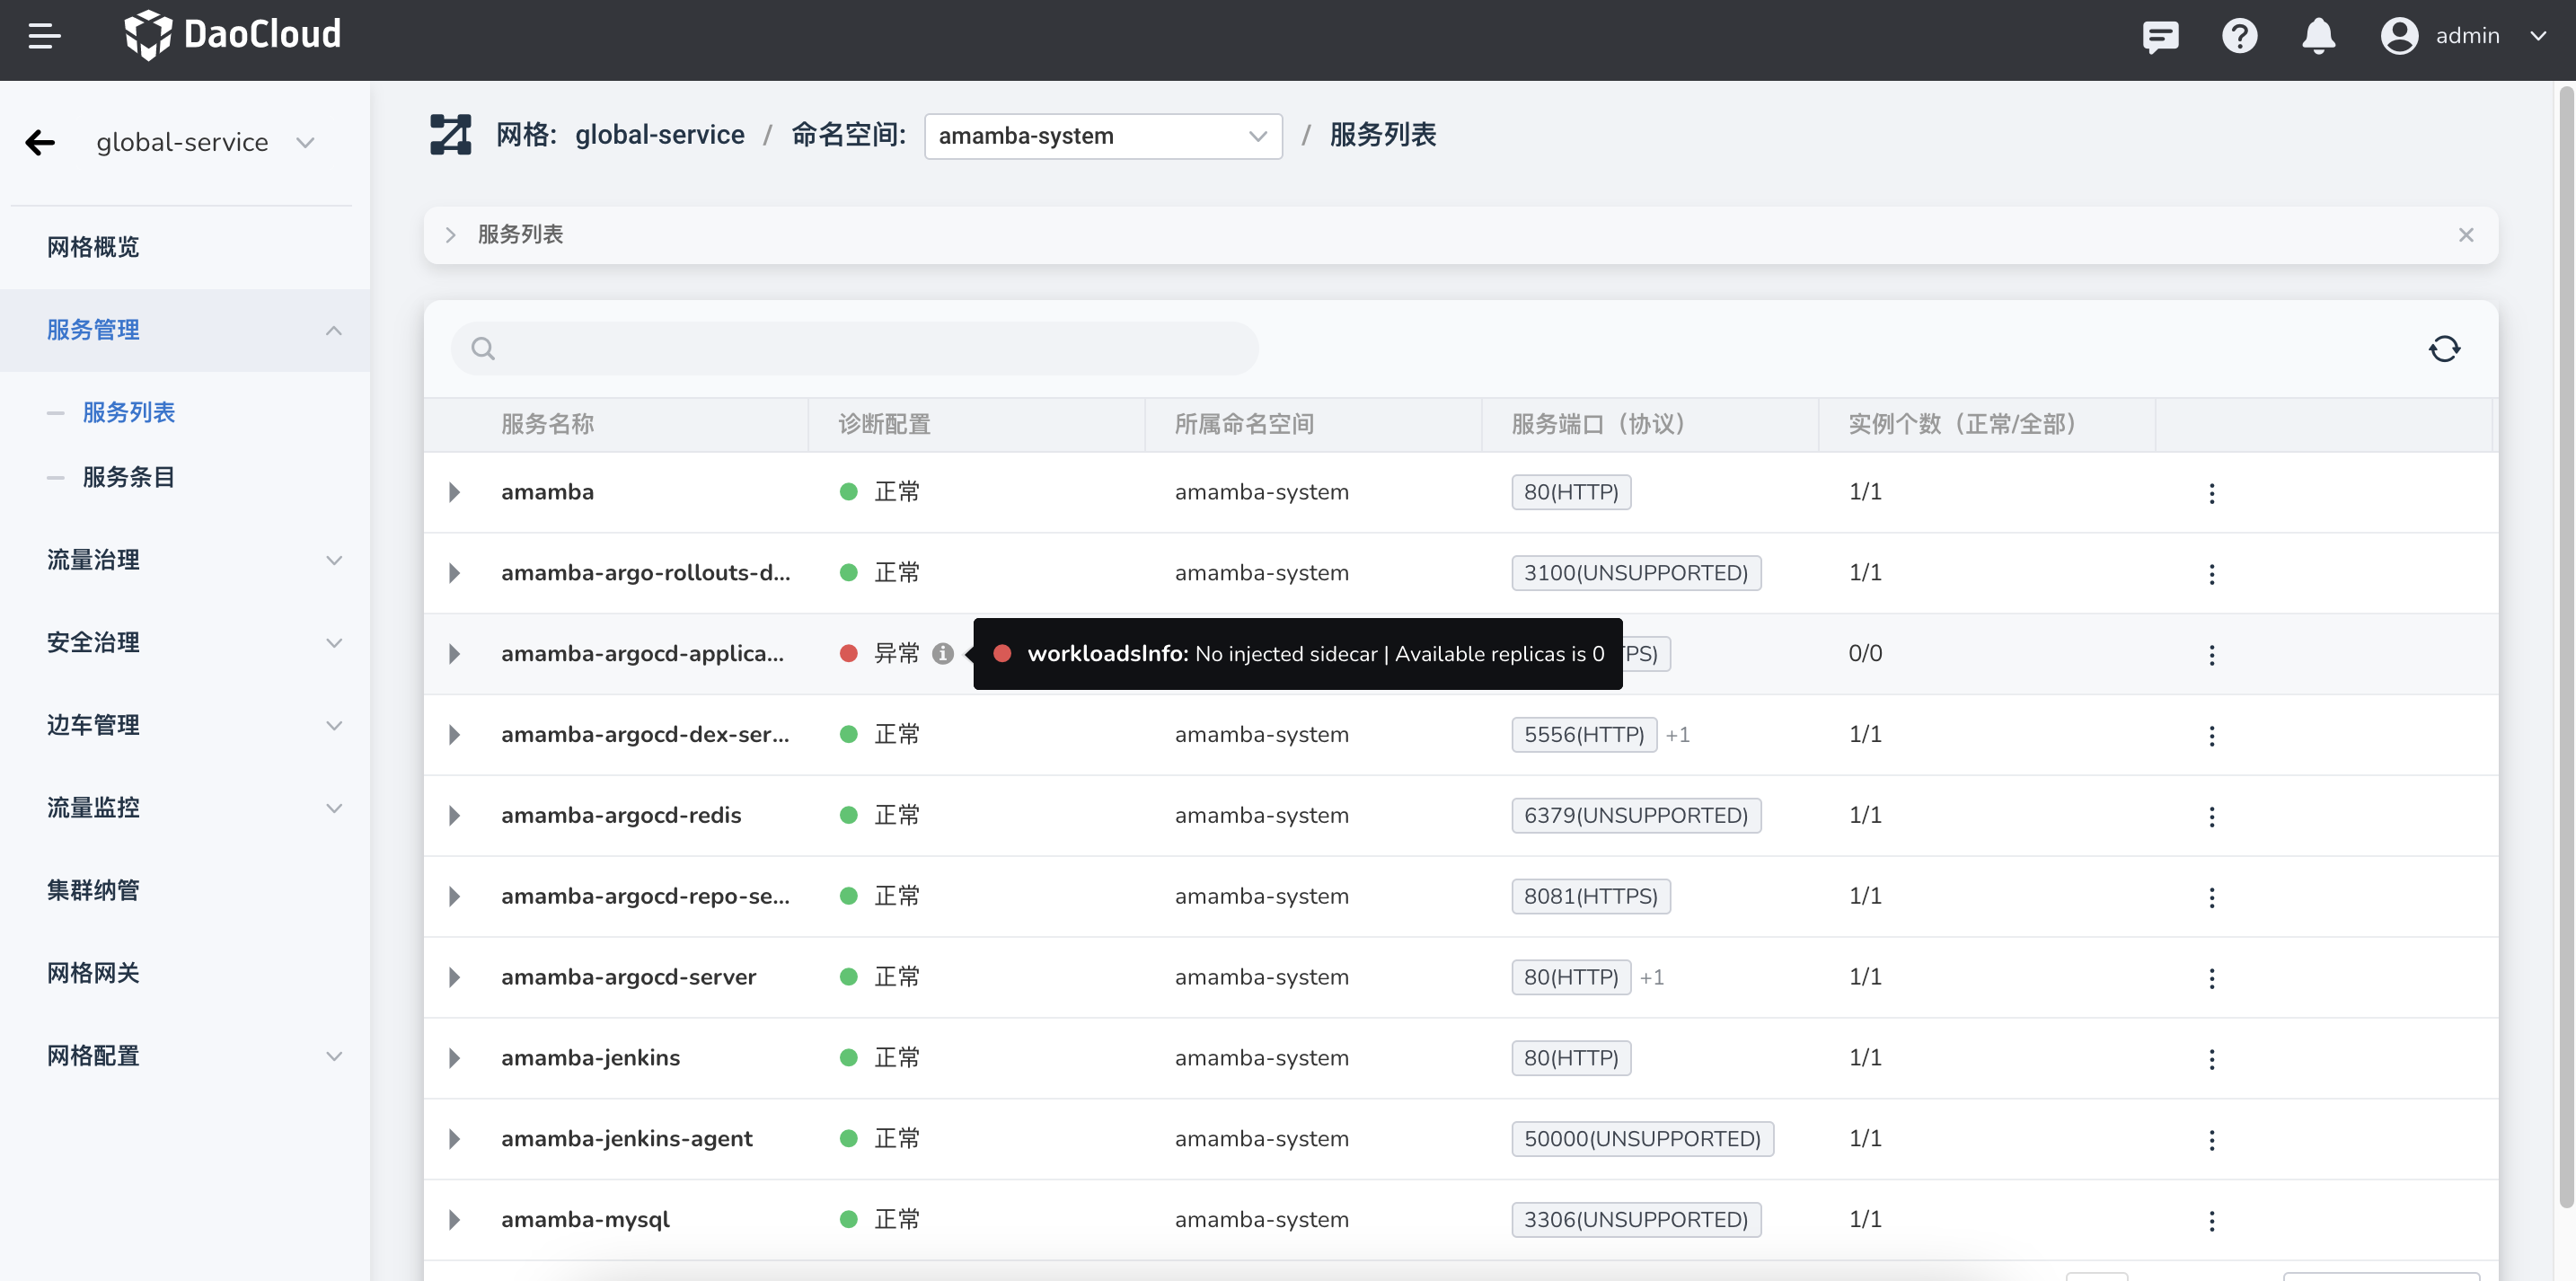 DaoCloud
admin
global-service
网格: global-service / 命名空间: amamba-system / 服务列表
网格概览
服务管理
服务列表
服务条目
流量治理
安全治理
边车管理
流量监控
集群纳管
网格网关
网格配置
服务列表
服务名称 诊断配置 所属命名空间 服务端口（协议） 实例个数（正常/全部）
amamba 正常 amamba-system 80(HTTP) 1/1
amamba-argo-rollouts-d... 正常 amamba-system 3100(UNSUPPORTED) 1/1
amamba-argocd-applica... 异常 workloadsInfo: No injected sidecar | Available replicas is 0 PS) 0/0
amamba-argocd-dex-ser... 正常 amamba-system 5556(HTTP) +1 1/1
amamba-argocd-redis 正常 amamba-system 6379(UNSUPPORTED) 1/1
amamba-argocd-repo-se... 正常 amamba-system 8081(HTTPS) 1/1
amamba-argocd-server 正常 amamba-system 80(HTTP) +1 1/1
amamba-jenkins 正常 amamba-system 80(HTTP) 1/1
amamba-jenkins-agent 正常 amamba-system 50000(UNSUPPORTED) 1/1
amamba-mysql 正常 amamba-system 3306(UNSUPPORTED) 1/1